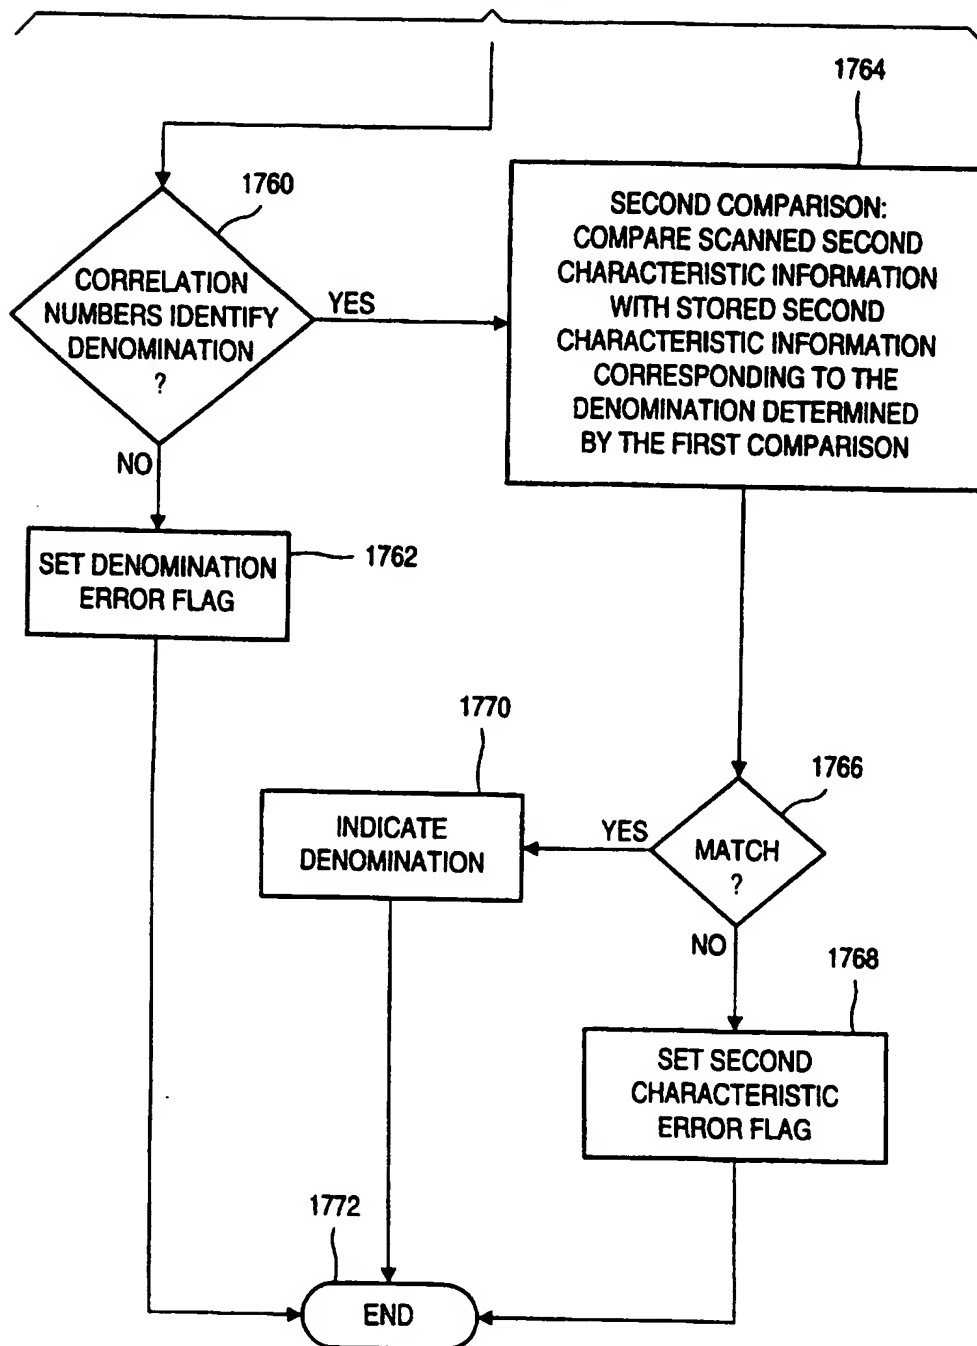 1764
1760
CORRELATION
NUMBERS IDENTIFY
DENOMINATION
?
YES
NO
SECOND COMPARISON:
COMPARE SCANNED SECOND
CHARACTERISTIC INFORMATION
WITH STORED SECOND
CHARACTERISTIC INFORMATION
CORRESPONDING TO THE
DENOMINATION DETERMINED
BY THE FIRST COMPARISON
1762
SET DENOMINATION
ERROR FLAG
1770
1766
INDICATE
DENOMINATION
YES
MATCH
?
NO
1768
SET SECOND
CHARACTERISTIC
ERROR FLAG
1772
END